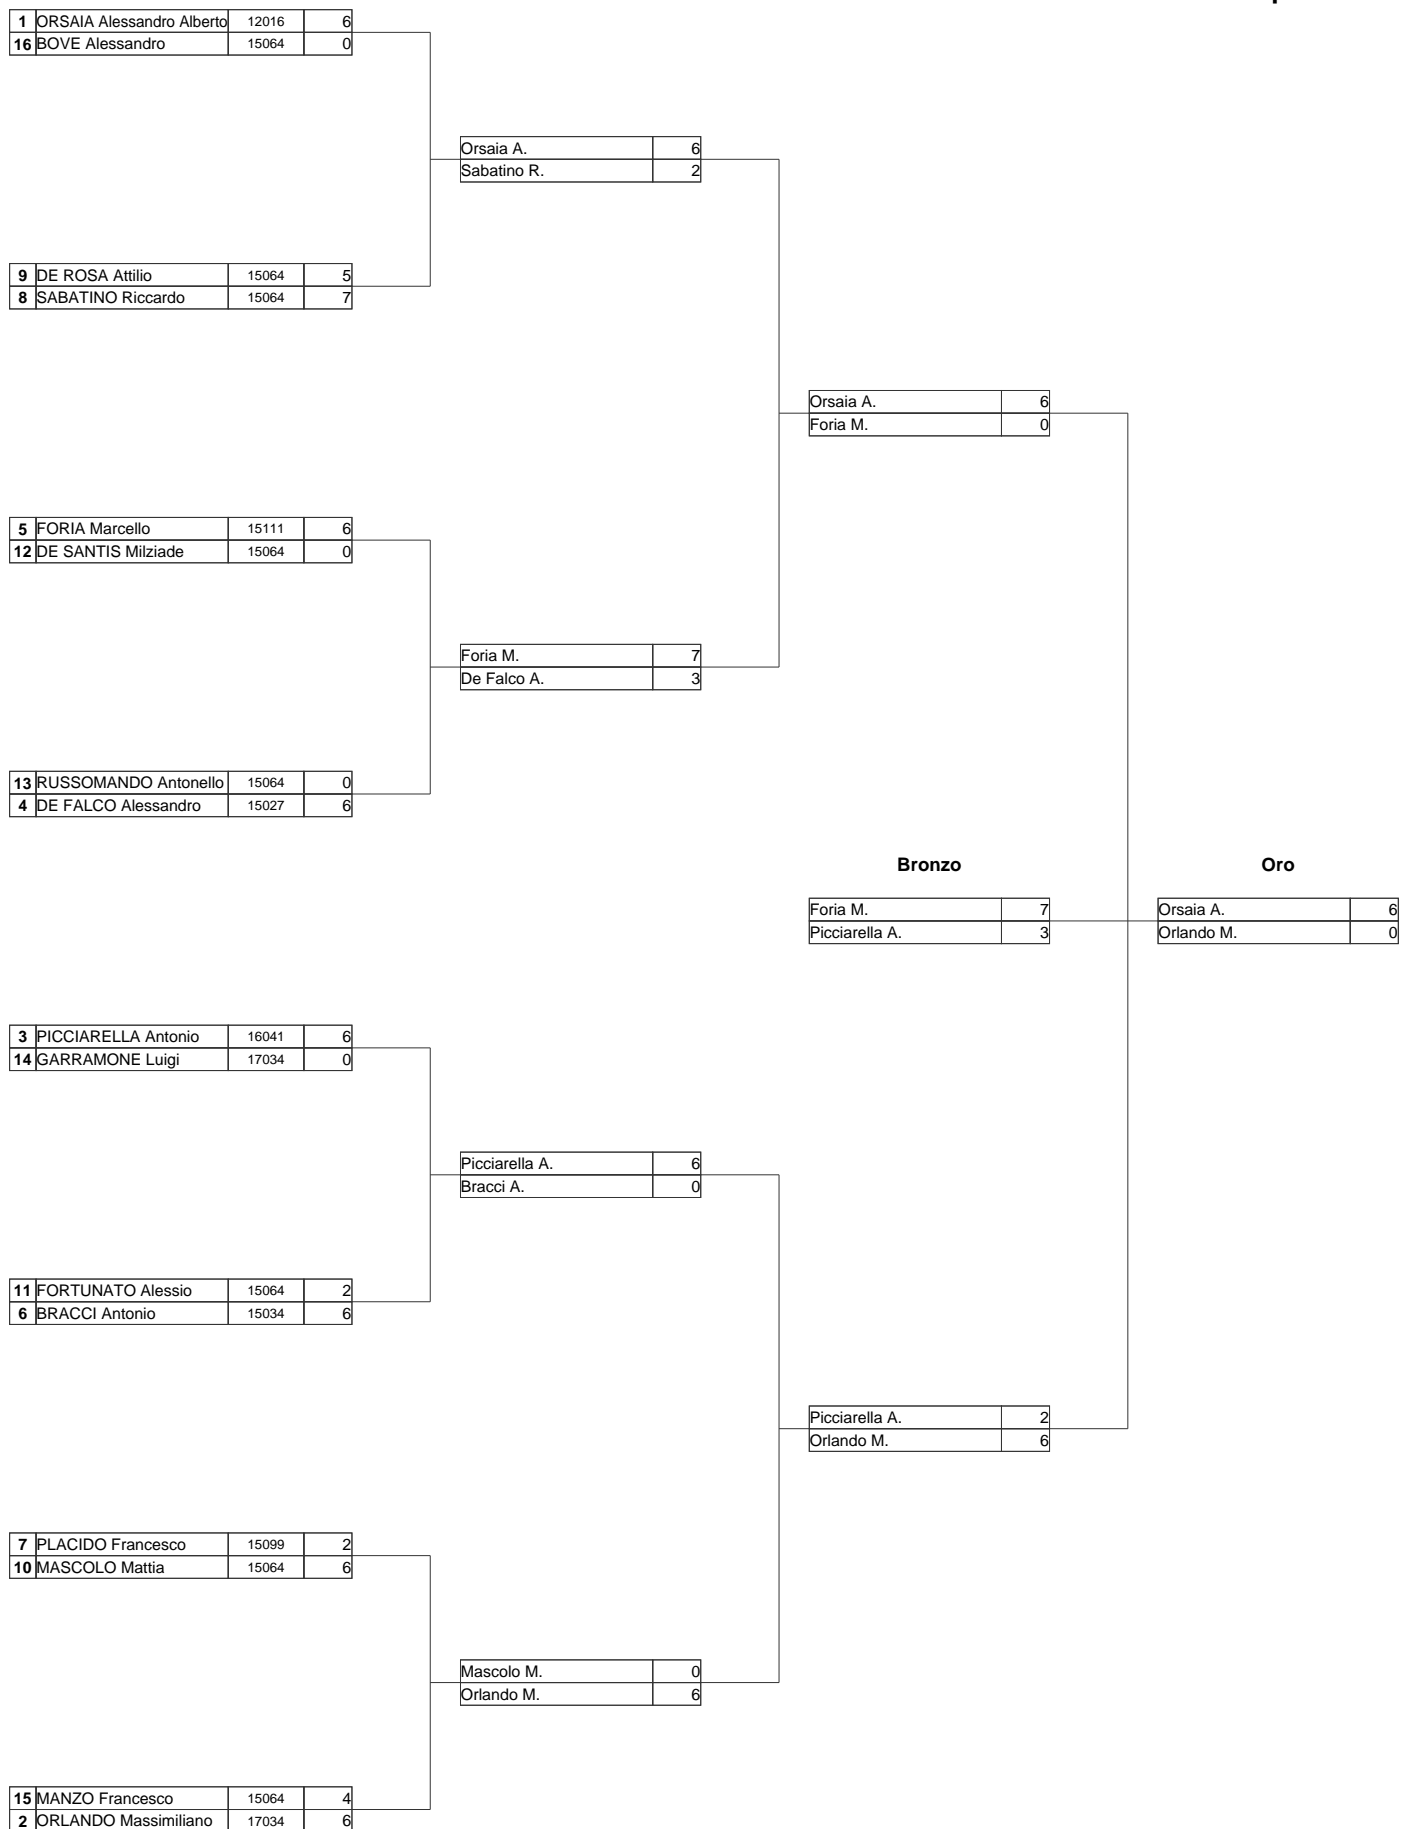 1 ORSAIA Alessandro Alberto 12016 6
16 BOVE Alessandro 15064 0
Orsaia A. 6
Sabatino R. 2
9 DE ROSA Attilio 15064 5
8 SABATINO Riccardo 15064 7
Orsaia A. 6
Foria M. 0
5 FORIA Marcello 15111 6
12 DE SANTIS Milziade 15064 0
Foria M. 7
De Falco A. 3
13 RUSSOMANDO Antonello 15064 0
4 DE FALCO Alessandro 15027 6
Bronzo Oro
Foria M. 7 Orsaia A. 6
Picciarella A. 3 Orlando M. 0
3 PICCIARELLA Antonio 16041 6
14 GARRAMONE Luigi 17034 0
Picciarella A. 6
Bracci A. 0
11 FORTUNATO Alessio 15064 2
6 BRACCI Antonio 15034 6
Picciarella A. 2
Orlando M. 6
7 PLACIDO Francesco 15099 2
10 MASCOLO Mattia 15064 6
Mascolo M. 0
Orlando M. 6
15 MANZO Francesco 15064 4
2 ORLANDO Massimiliano 17034 6